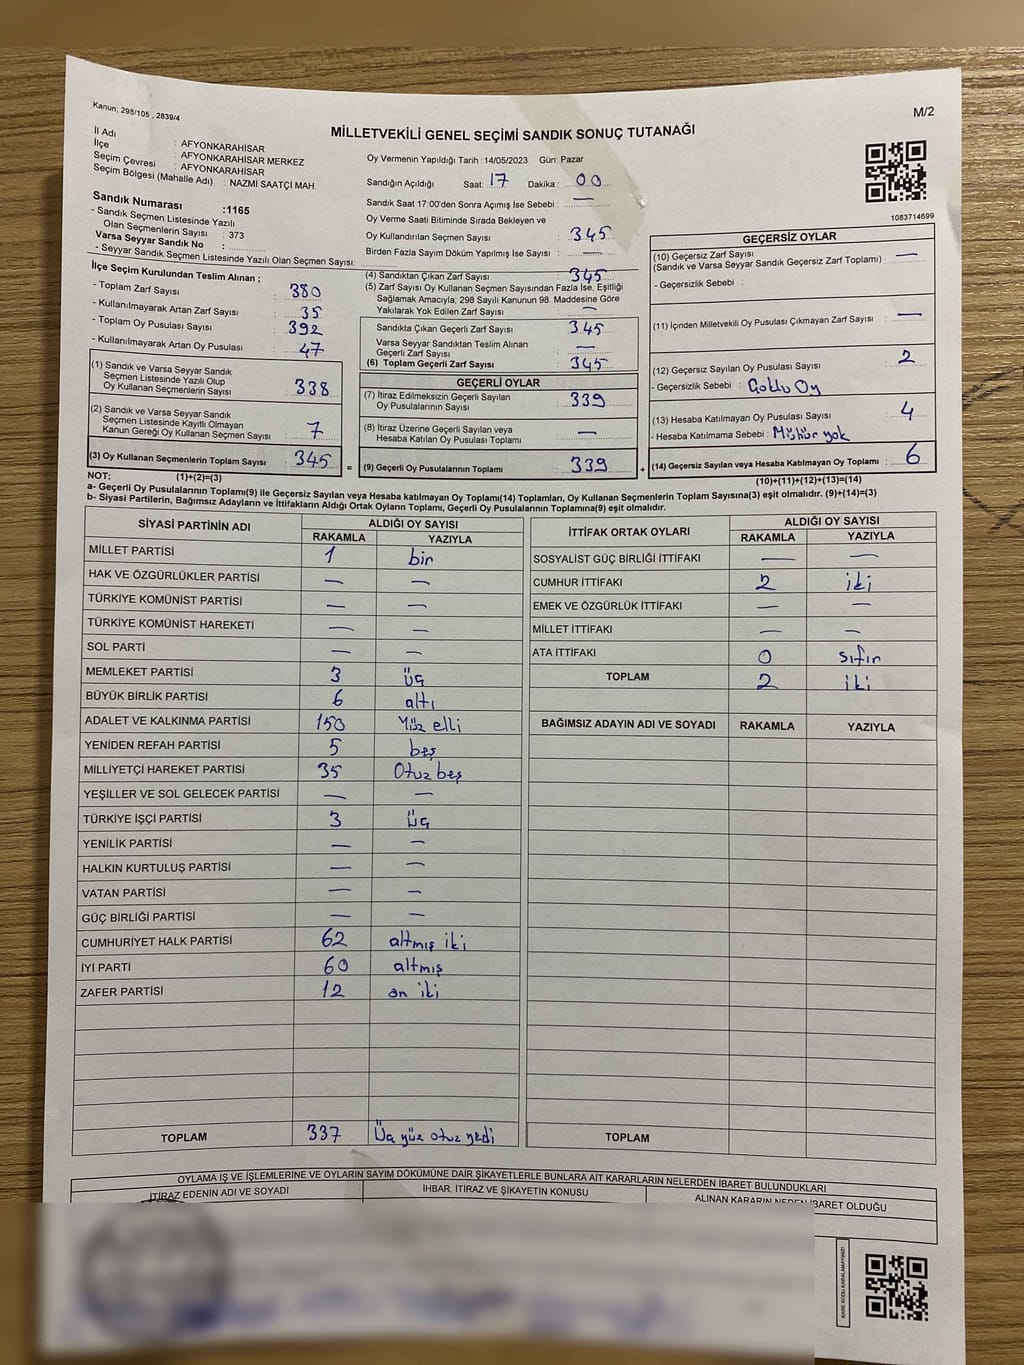 Kanun; 298/105 , 2839/4
M/2
MİLLETVEKİLİ GENEL SEÇİMİ SANDIK SONUÇ TUTANAĞI
İl Adı : AFYONKARAHİSAR
İlçe : AFYONKARAHİSAR MERKEZ
Seçim Çevresi : AFYONKARAHİSAR
Seçim Bölgesi (Mahalle Adı) : NAZMİ SAATÇİ MAH.
Sandık Numarası :1165
- Sandık Seçmen Listesinde Yazılı
Olan Seçmenlerin Sayısı : 373
Varsa Seyyar Sandık No :
- Seyyar Sandık Seçmen Listesinde Yazılı Olan Seçmen Sayısı:
İlçe Seçim Kurulundan Teslim Alınan ;
- Toplam Zarf Sayısı : 380
- Kullanılmayarak Artan Zarf Sayısı : 35
- Toplam Oy Pusulası Sayısı : 392
- Kullanılmayarak Artan Oy Pusulası : 47
(1) Sandık ve Varsa Seyyar Sandık
Seçmen Listesinde Yazılı Olup
Oy Kullanan Seçmenlerin Sayısı : 338
(2) Sandık ve Varsa Seyyar Sandık
Seçmen Listesinde Kayıtlı Olmayan
Kanun Gereği Oy Kullanan Seçmen Sayısı : 7
(3) Oy Kullanan Seçmenlerin Toplam Sayısı : 345 =
Oy Vermenin Yapıldığı Tarih : 14/05/2023 Gün: Pazar
Sandığın Açıldığı Saat: 17 Dakika : 00
Sandık Saat 17:00'den Sonra Açımış İse Sebebi : —
Oy Verme Saati Bitiminde Sırada Bekleyen ve
Oy Kullandırılan Seçmen Sayısı : 345
Birden Fazla Sayım Döküm Yapılmış İse Sayısı : —
(4) Sandıktan Çıkan Zarf Sayısı : 345
(5) Zarf Sayısı Oy Kullanan Seçmen Sayısından Fazla İse, Eşitliği
Sağlamak Amacıyla, 298 Sayılı Kanunun 98. Maddesine Göre
Yakılarak Yok Edilen Zarf Sayısı : —
Sandıkta Çıkan Geçerli Zarf Sayısı : 345
Varsa Seyyar Sandıktan Teslim Alınan
Geçerli Zarf Sayısı : —
(6) Toplam Geçerli Zarf Sayısı : 345
GEÇERLİ OYLAR
(7) İtiraz Edilmeksizin Geçerli Sayılan
Oy Pusulalarının Sayısı : 339
(8) İtiraz Üzerine Geçerli Sayılan veya
Hesaba Katılan Oy Pusulası Toplamı : —
(9) Geçerli Oy Pusulalarının Toplamı : 339 +
1083714699
GEÇERSİZ OYLAR
(10) Geçersiz Zarf Sayısı : —
(Sandık ve Varsa Seyyar Sandık Geçersiz Zarf Toplamı)
- Geçersizlik Sebebi :
(11) İçinden Milletvekili Oy Pusulası Çıkmayan Zarf Sayısı : —
(12) Geçersiz Sayılan Oy Pusulası Sayısı : 2
- Geçersizlik Sebebi : Çoklu Oy
(13) Hesaba Katılmayan Oy Pusulası Sayısı : 4
- Hesaba Katılmama Sebebi : Mühür yok
(14) Geçersiz Sayılan veya Hesaba Katılmayan Oy Toplamı : 6
NOT: (1)+(2)=(3)
(10)+(11)+(12)+(13)=(14)
a- Geçerli Oy Pusulalarının Toplamı(9) ile Geçersiz Sayılan veya Hesaba katılmayan Oy Toplamı(14) Toplamları, Oy Kullanan Seçmenlerin Toplam Sayısına(3) eşit olmalıdır. (9)+(14)=(3)
b- Siyasi Partilerin, Bağımsız Adayların ve İttifakların Aldığı Ortak Oyların Toplamı, Geçerli Oy Pusulalarının Toplamına(9) eşit olmalıdır.
SİYASİ PARTİNİN ADI ALDIĞI OY SAYISI
RAKAMLA YAZIYLA
MİLLET PARTİSİ 1 bir
HAK VE ÖZGÜRLÜKLER PARTİSİ — —
TÜRKİYE KOMÜNİST PARTİSİ — —
TÜRKİYE KOMÜNİST HAREKETİ — —
SOL PARTİ — —
MEMLEKET PARTİSİ 3 üç
BÜYÜK BİRLİK PARTİSİ 6 altı
ADALET VE KALKINMA PARTİSİ 150 Yüz elli
YENİDEN REFAH PARTİSİ 5 beş
MİLLİYETÇİ HAREKET PARTİSİ 35 Otuz beş
YEŞİLLER VE SOL GELECEK PARTİSİ — —
TÜRKİYE İŞÇİ PARTİSİ 3 Üç
YENİLİK PARTİSİ — —
HALKIN KURTULUŞ PARTİSİ — —
VATAN PARTİSİ — —
GÜÇ BİRLİĞİ PARTİSİ — —
CUMHURİYET HALK PARTİSİ 62 altmış iki
İYİ PARTİ 60 altmış
ZAFER PARTİSİ 12 on iki
TOPLAM 337 Üç yüz otuz yedi
İTTİFAK ORTAK OYLARI ALDIĞI OY SAYISI
RAKAMLA YAZIYLA
SOSYALİST GÜÇ BİRLİĞİ İTTİFAKI — —
CUMHUR İTTİFAKI 2 iki
EMEK VE ÖZGÜRLÜK İTTİFAKI — —
MİLLET İTTİFAKI — —
ATA İTTİFAKI 0 sıfır
TOPLAM 2 iki
BAĞIMSIZ ADAYIN ADI VE SOYADI RAKAMLA YAZIYLA
TOPLAM
OYLAMA İŞ VE İŞLEMLERİNE VE OYLARIN SAYIM DÖKÜMÜNE DAİR ŞİKAYETLERLE BUNLARA AİT KARARLARIN NELERDEN İBARET BULUNDUKLARI
İTİRAZ EDENİN ADI VE SOYADI İHBAR, İTİRAZ VE ŞİKAYETİN KONUSU ALINAN KARARIN NEDEN İBARET OLDUĞU
KARE KODU KARALAMAYINIZ!